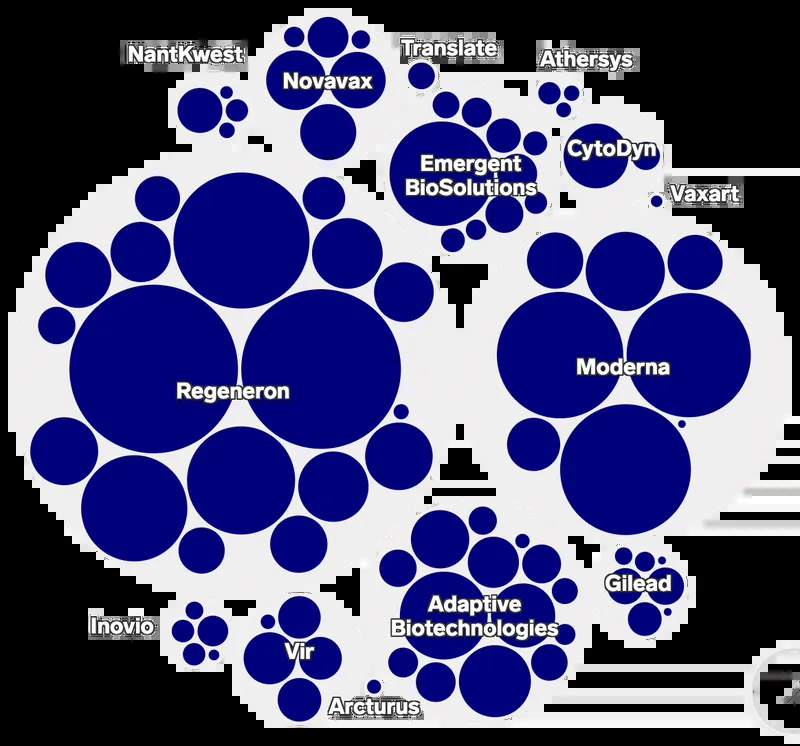 NantKwest
Novavax
Translate
Athersys
Emergent
BioSolutions
CytoDyn
Vaxart
Regeneron
Moderna
Adaptive
Biotechnologies
Gilead
Inovio
Vir
Arcturus